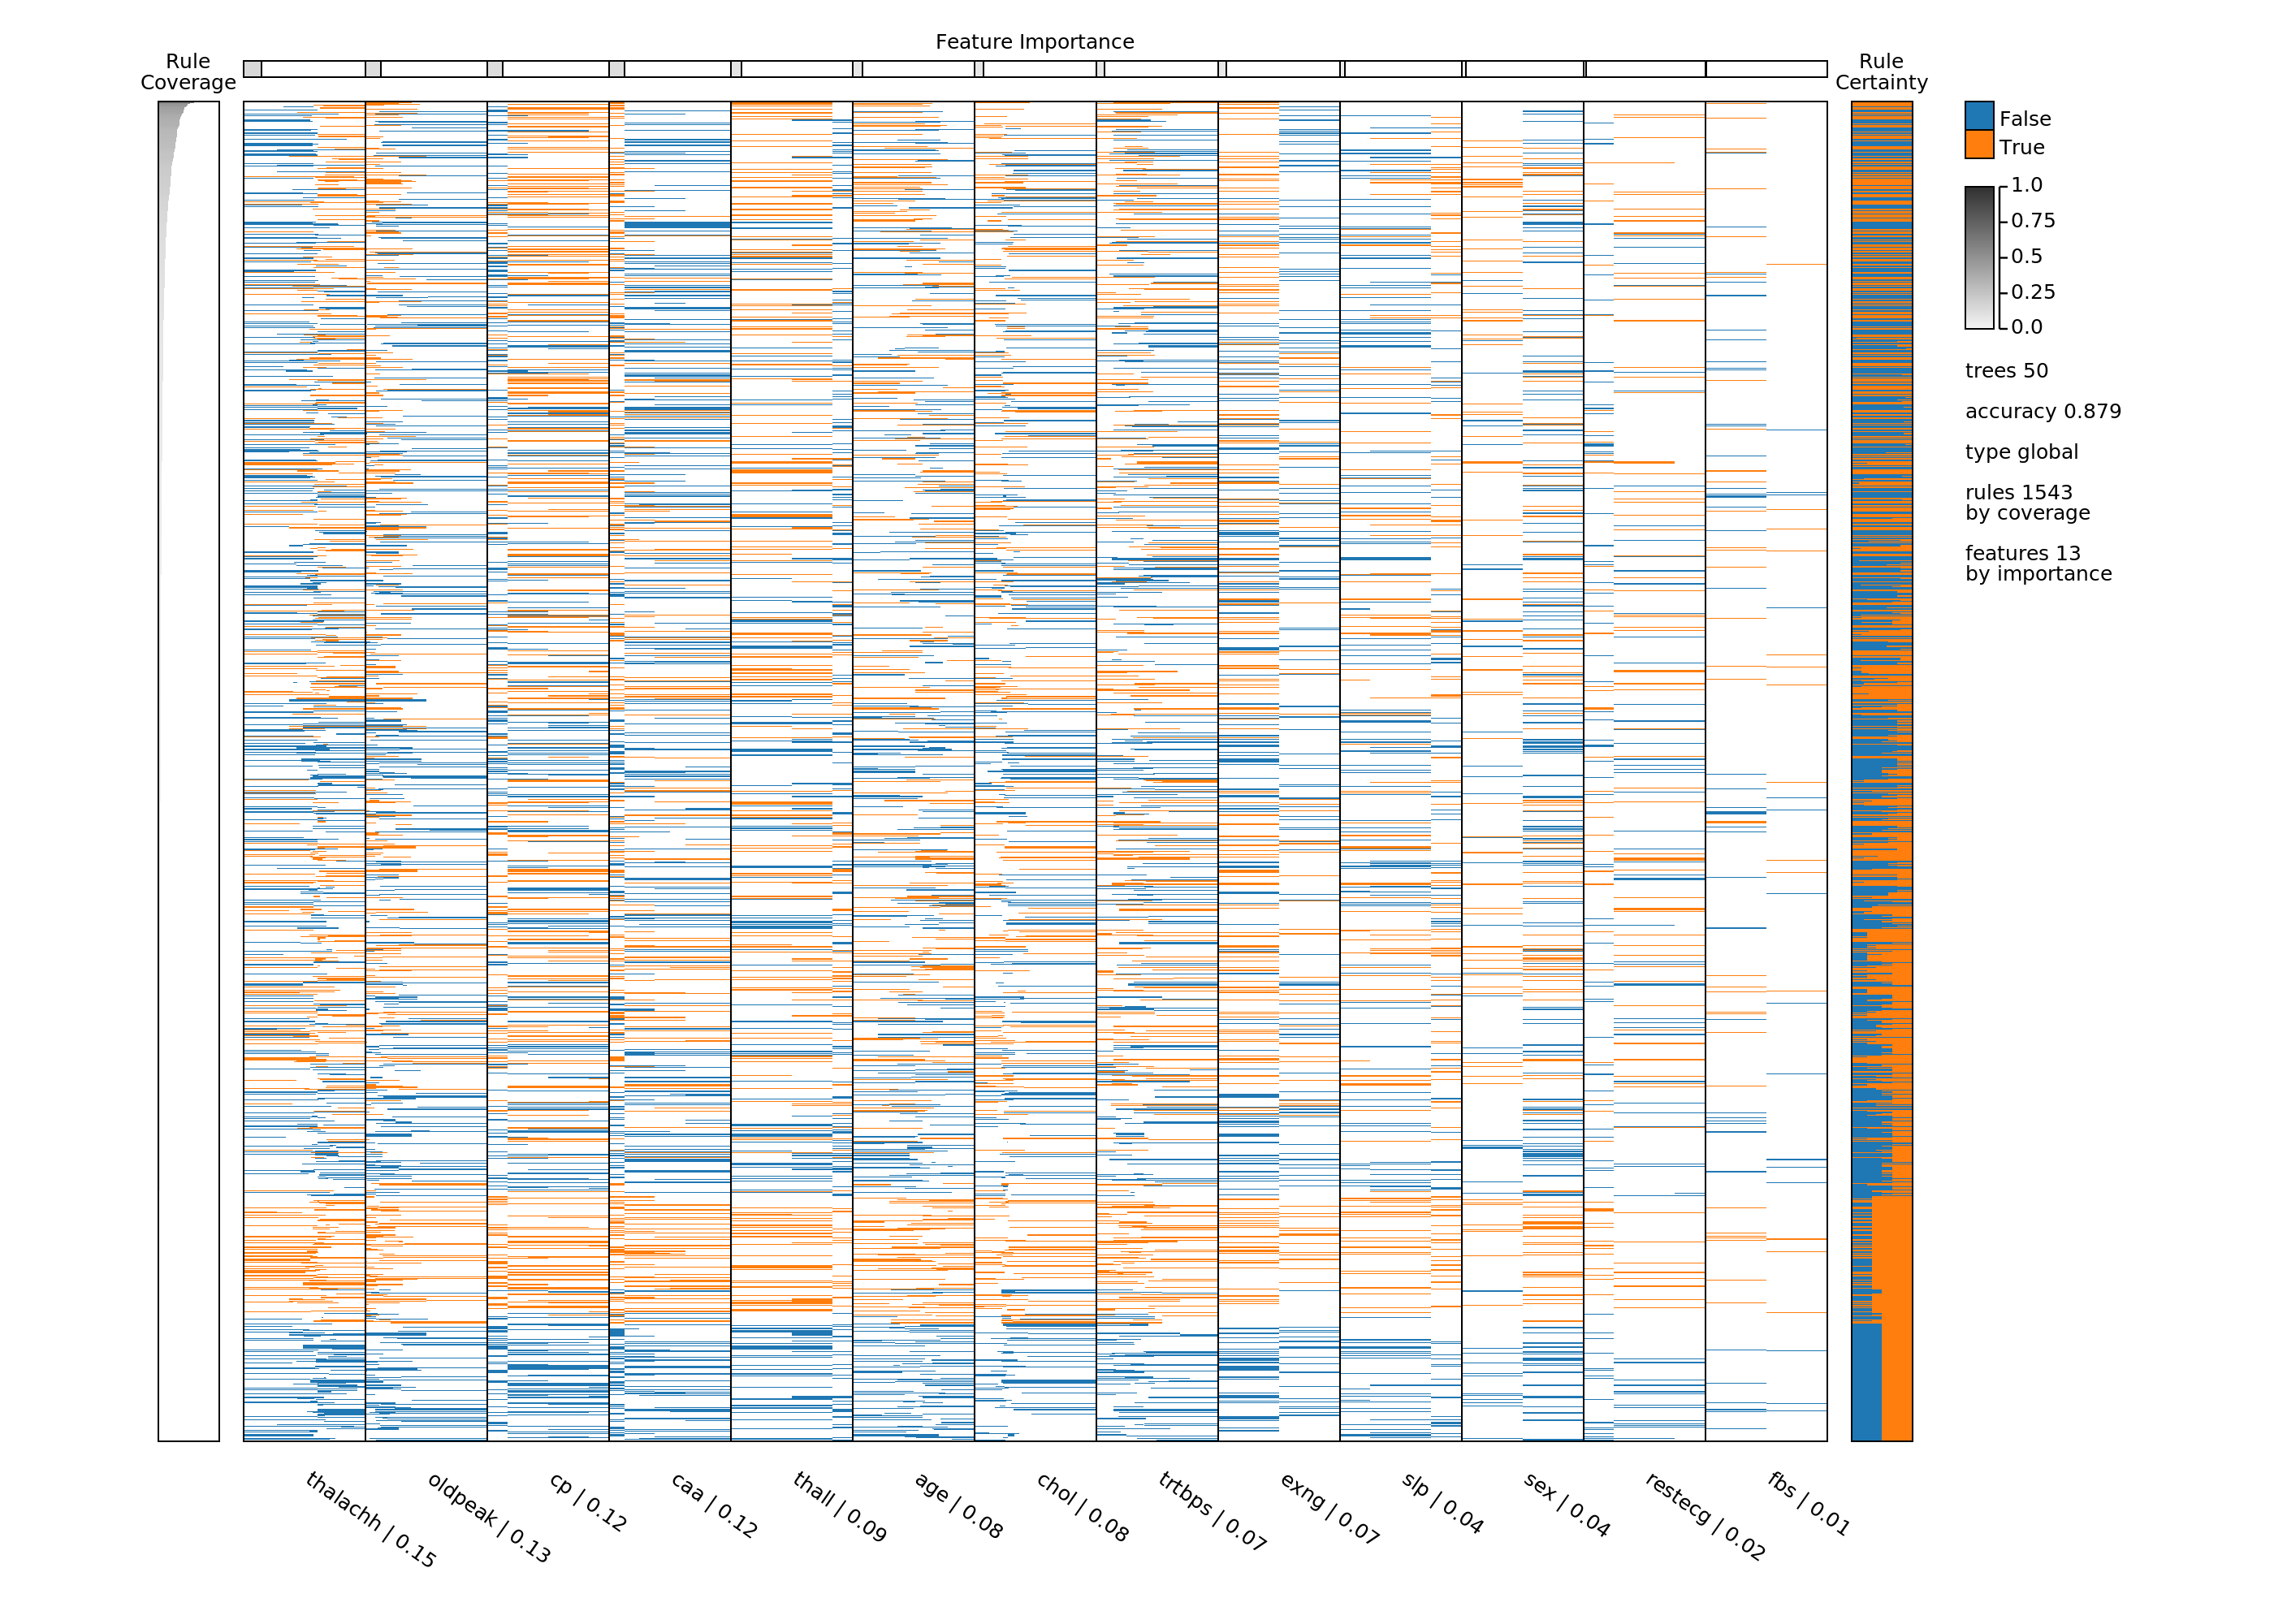 Feature Importance
Rule
Coverage
Rule
Certainty
False
True
1.0
0.75
0.5
0.25
0.0
trees 50
accuracy 0.879
type global
rules 1543
by coverage
features 13
by importance
thalachh | 0.15
oldpeak | 0.13
cp | 0.12
caa | 0.12
thall | 0.09
age | 0.08
chol | 0.08
trtbps | 0.07
exng | 0.07
slp | 0.04
sex | 0.04
restecg | 0.02
fbs | 0.01